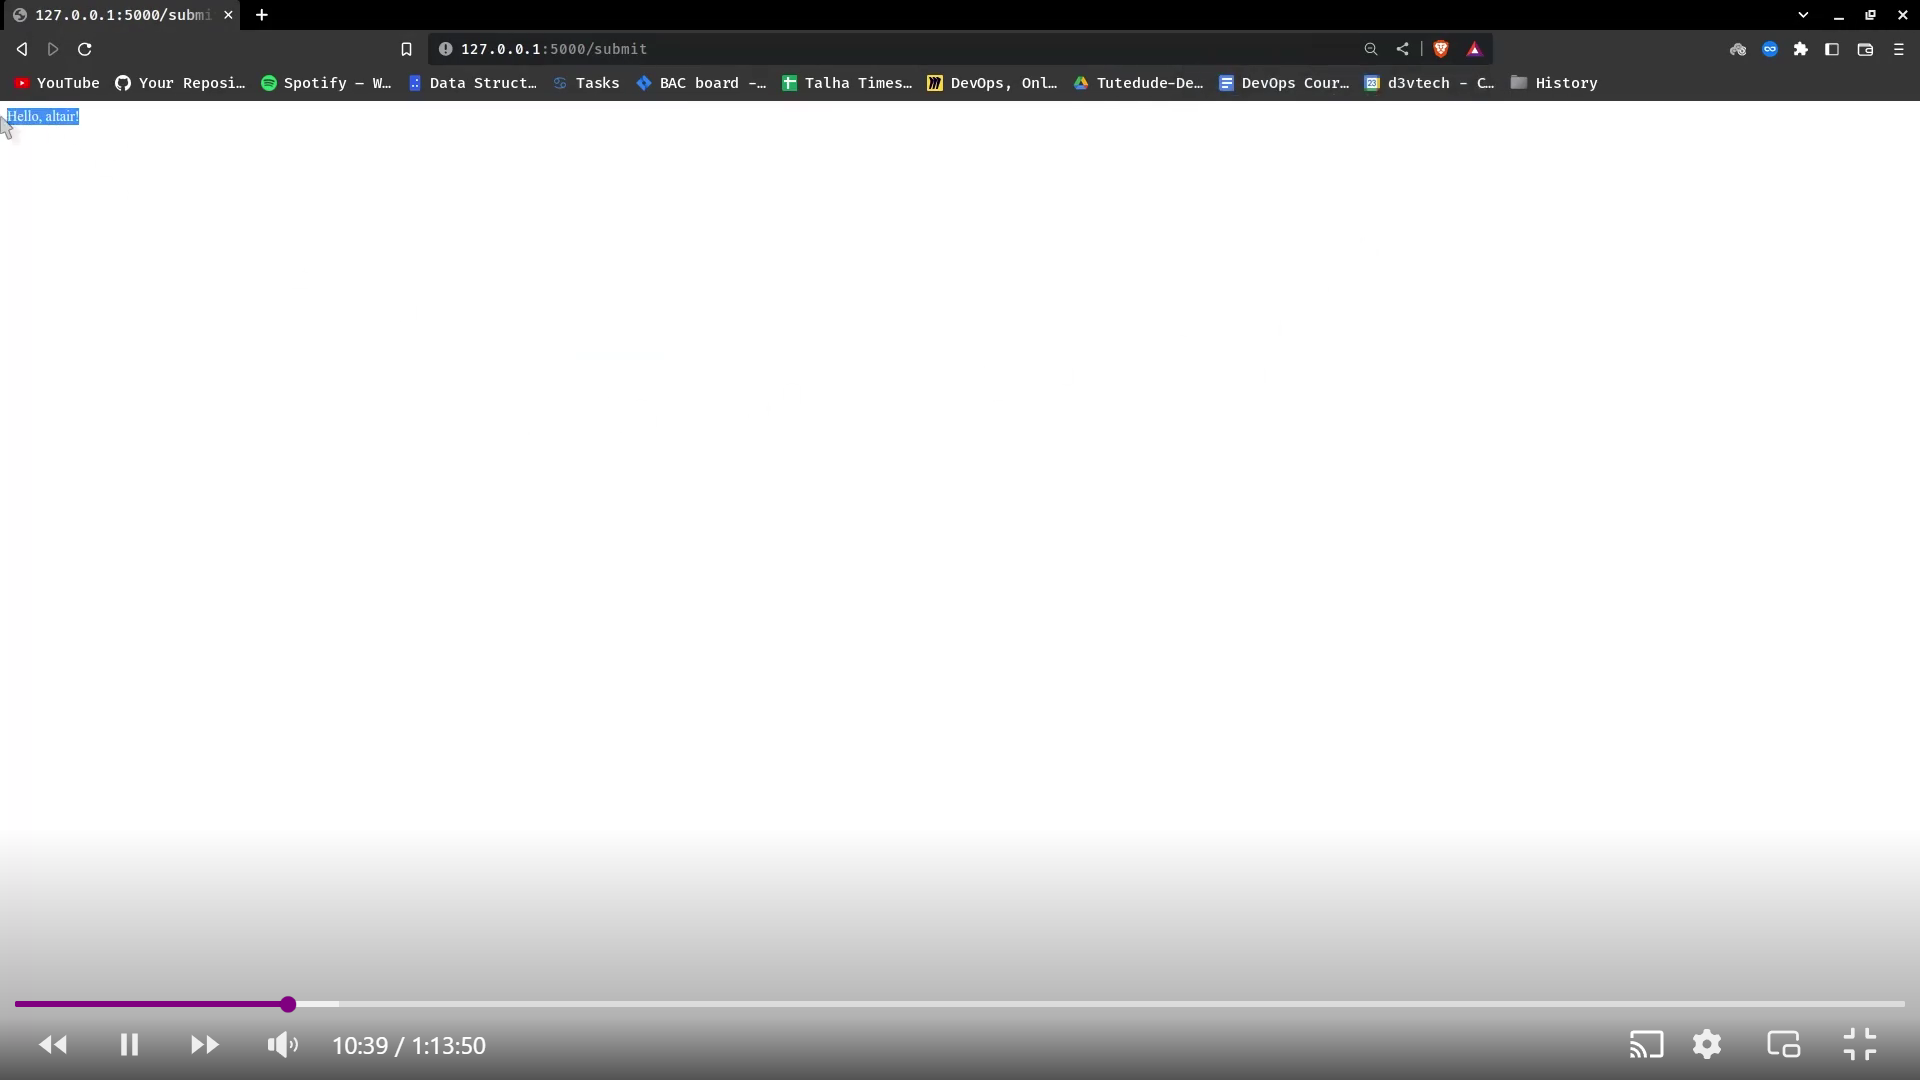 127.0.0.1:5000/submi
127.0.0.1:5000/submit
YouTube Your Reposi… Spotify – W… Data Struct… Tasks BAC board -… Talha Times… DevOps, Onl… Tutedude-De… DevOps Cour… d3vtech - C… History
Hello, altair!
10:39 / 1:13:50